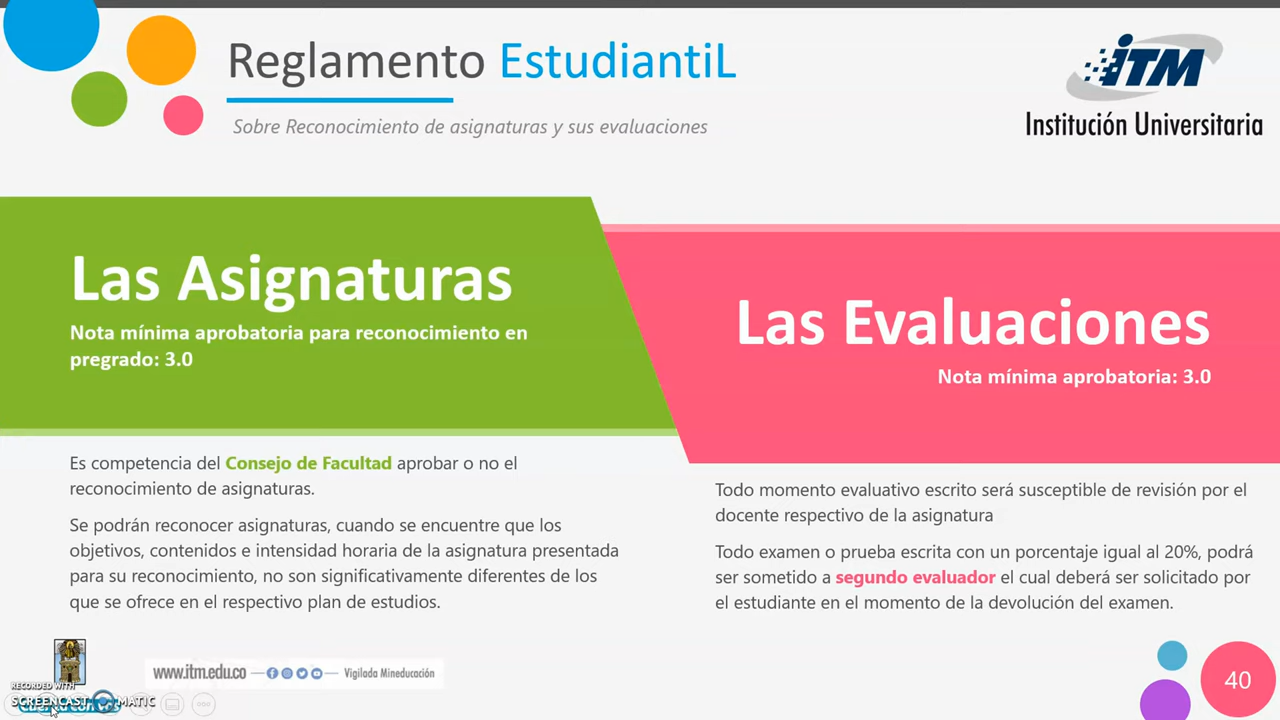 Reglamento EstudiantiL
Sobre Reconocimiento de asignaturas y sus evaluaciones
iTM
Institución Universitaria
Las Asignaturas
Nota mínima aprobatoria para reconocimiento en
pregrado: 3.0
Las Evaluaciones
Nota mínima aprobatoria: 3.0
Es competencia del Consejo de Facultad aprobar o no el
reconocimiento de asignaturas.
Se podrán reconocer asignaturas, cuando se encuentre que los
objetivos, contenidos e intensidad horaria de la asignatura presentada
para su reconocimiento, no son significativamente diferentes de los
que se ofrece en el respectivo plan de estudios.
Todo momento evaluativo escrito será susceptible de revisión por el
docente respectivo de la asignatura
Todo examen o prueba escrita con un porcentaje igual al 20%, podrá
ser sometido a segundo evaluador el cual deberá ser solicitado por
el estudiante en el momento de la devolución del examen.
www.itm.edu.co
Vigilada Mineducación
RECORDED WITH
SCREENCAST MATIC
40